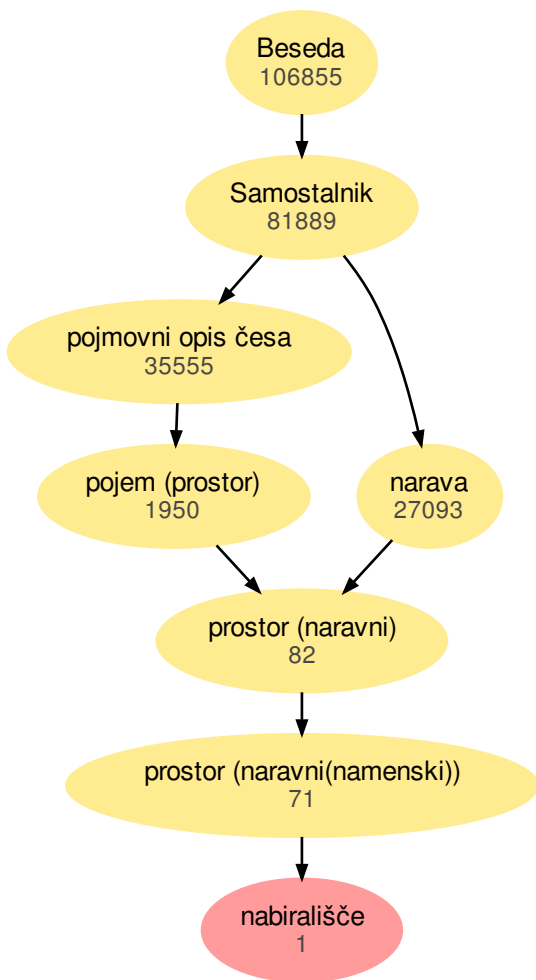 Beseda
106855
Samostalnik
81889
pojmovni opis česa
35555
pojem (prostor)
1950
narava
27093
prostor (naravni)
82
prostor (naravni(namenski))
71
nabirališče
1